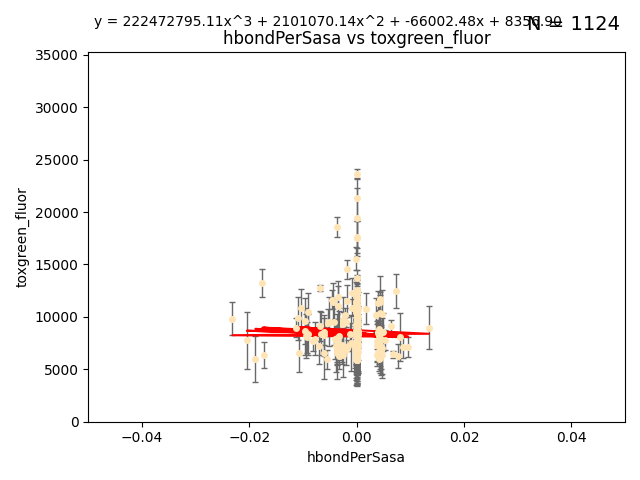 y = 222472795.11x^3 + 2101070.14x^2 + -66002.48x + 8356.90
N = 1124
hbondPerSasa vs toxgreen_fluor
35000
30000
25000
20000
15000
10000
5000
0
toxgreen_fluor
−0.04
−0.02
0.00
0.02
0.04
hbondPerSasa